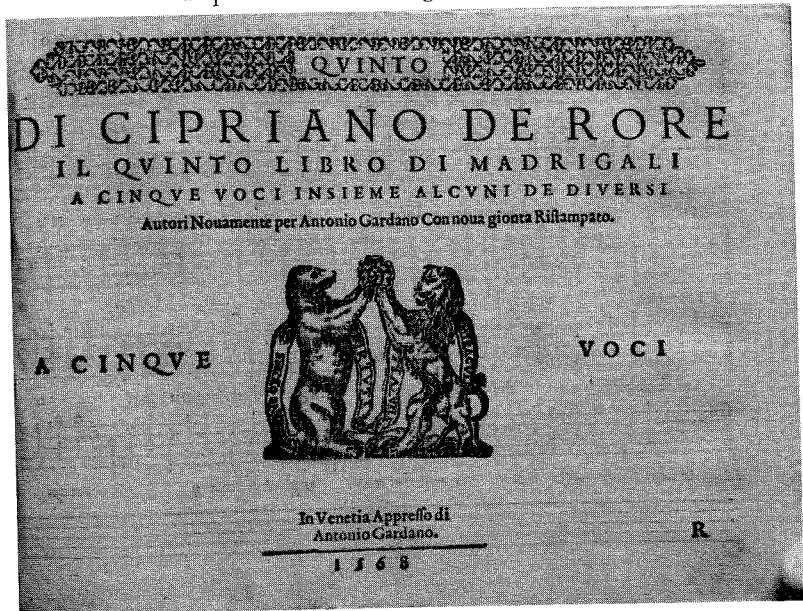 QVINTO
DI CIPRIANO DE RORE
IL QVINTO LIBRO DI MADRIGALI
A CINQVE VOCI INSIEME ALCVNI DE DIVERSI
Autori Nouamente per Antonio Gardano Con noua gionta Riſtampato.
A CINQVE VOCI
In Venetia Appreſſo di
Antonio Gardano.
R
1568